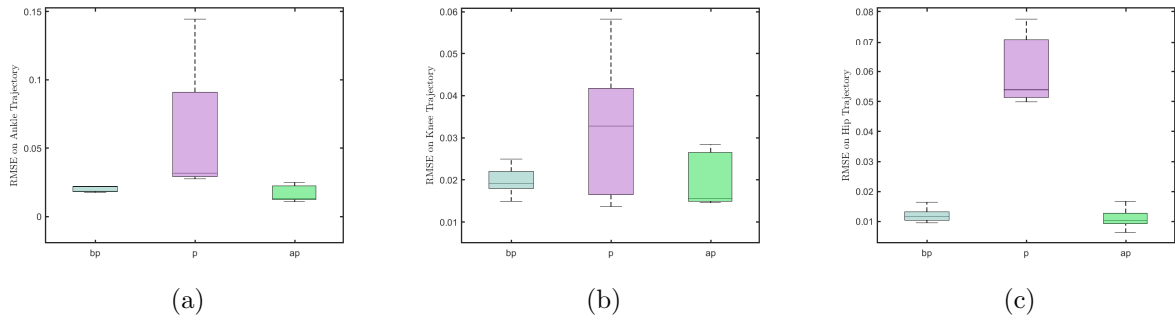 0.15
0.1
0.05
0
RMSE on Ankle Trajectory
bp p ap
(a)
0.06
0.05
0.04
0.03
0.02
0.01
RMSE on Knee Trajectory
bp p ap
(b)
0.08
0.07
0.06
0.05
0.04
0.03
0.02
0.01
RMSE on Hip Trajectory
bp p ap
(c)